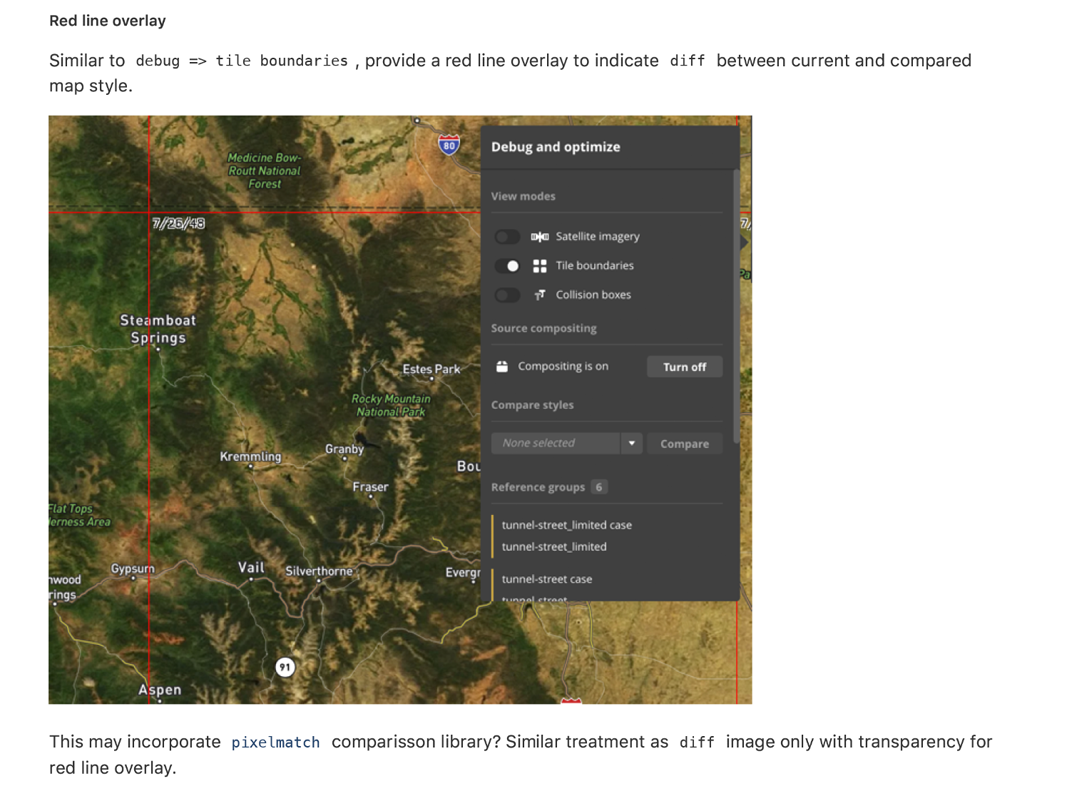 Red line overlay
Similar to debug => tile boundaries , provide a red line overlay to indicate diff between current and compared
map style.
80
Medicine Bow-
Routt National
Forest
7/26/48
7/
Steamboat
Springs
Estes Park
Rocky Mountain
National Park
Granby
Kremmling
Bou
Fraser
Flat Tops
lerness Area
Gypsum
Vail
Silverthorne
Evergr
nwood
rings
91
Aspen
Pa
Debug and optimize
View modes
Satellite imagery
Tile boundaries
Collision boxes
Source compositing
Compositing is on
Turn off
Compare styles
None selected
Compare
Reference groups 6
tunnel-street_limited case
tunnel-street_limited
tunnel-street case
tunnel-street
This may incorporate pixelmatch comparisson library? Similar treatment as diff image only with transparency for
red line overlay.